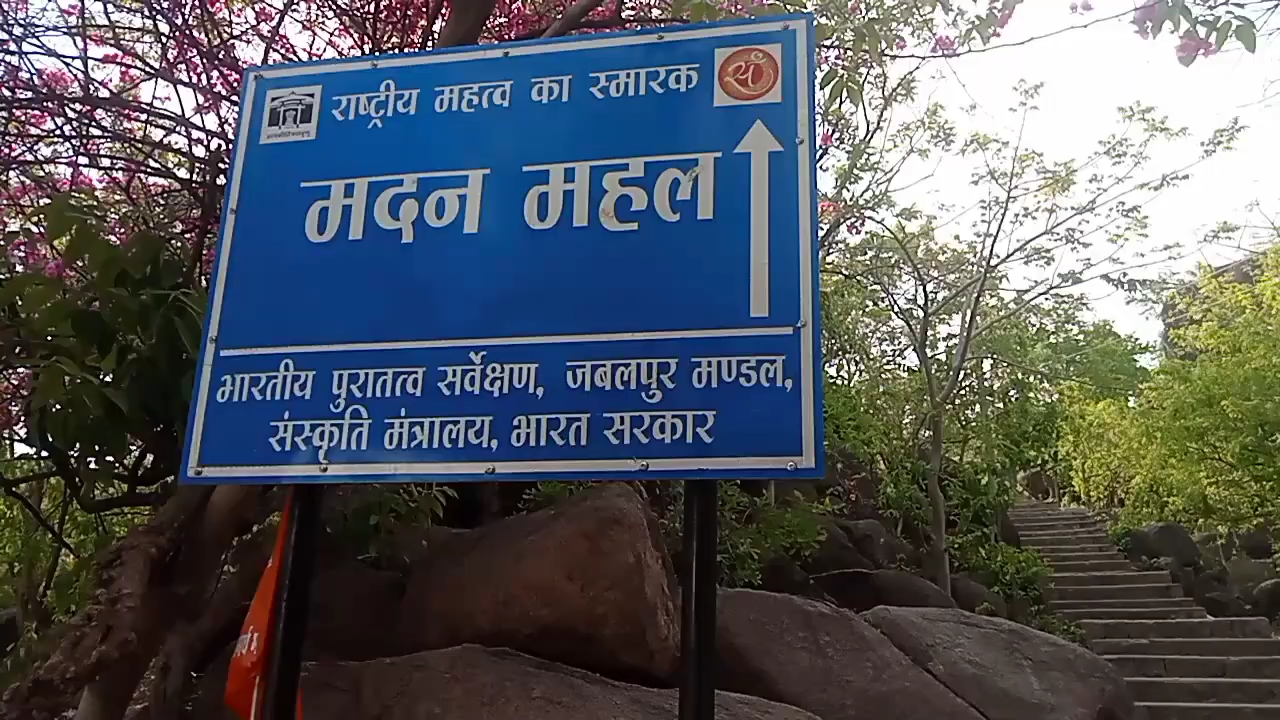 राष्ट्रीय महत्व का स्मारक
सं
मदन महल
भारतीय पुरातत्व सर्वेक्षण, जबलपुर मण्डल,
संस्कृति मंत्रालय, भारत सरकार